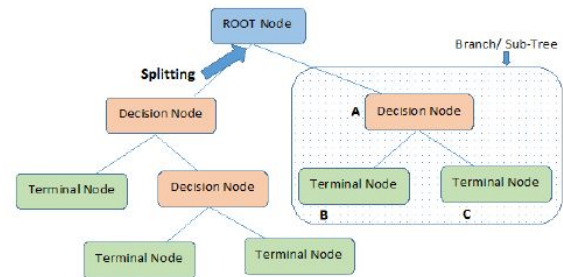 ROOT Node
Branch/ Sub-Tree
Splitting
Decision Node
A
Decision Node
Terminal Node
Decision Node
Terminal Node
Terminal Node
B
C
Terminal Node
Terminal Node